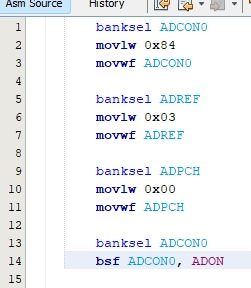 Asm Source History
1 banksel ADCON0
2 movlw 0x84
3 movwf ADCON0
4
5 banksel ADREF
6 movlw 0x03
7 movwf ADREF
8
9 banksel ADPCH
10 movlw 0x00
11 movwf ADPCH
12
13 banksel ADCON0
14 bsf ADCON0, ADON
15